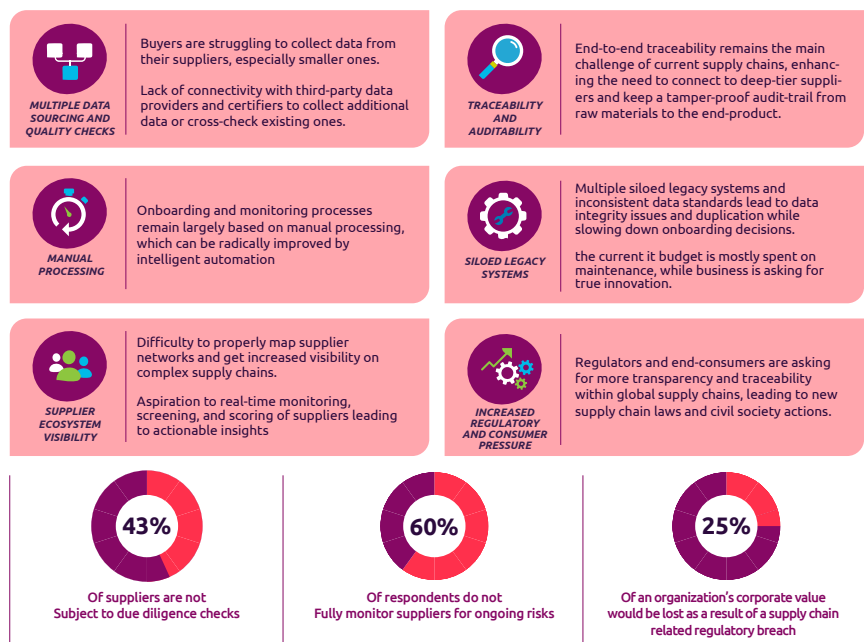 Buyers are struggling to collect data from
their suppliers, especially smaller ones.
Lack of connectivity with third-party data
providers and certifiers to collect additional
data or cross-check existing ones.
MULTIPLE DATA
SOURCING AND
QUALITY CHECKS
End-to-end traceability remains the main
challenge of current supply chains, enhanc-
ing the need to connect to deep-tier suppli-
ers and keep a tamper-proof audit-trail from
raw materials to the end-product.
TRACEABILITY
AND
AUDITABILITY
Onboarding and monitoring processes
remain largely based on manual processing,
which can be radically improved by
intelligent automation
MANUAL
PROCESSING
Multiple siloed legacy systems and
inconsistent data standards lead to data
integrity issues and duplication while
slowing down onboarding decisions.
the current it budget is mostly spent on
maintenance, while business is asking for
true innovation.
SILOED LEGACY
SYSTEMS
Difficulty to properly map supplier
networks and get increased visibility on
complex supply chains.
Aspiration to real-time monitoring,
screening, and scoring of suppliers leading
to actionable insights
SUPPLIER
ECOSYSTEM
VISIBILITY
Regulators and end-consumers are asking
for more transparency and traceability
within global supply chains, leading to new
supply chain laws and civil society actions.
INCREASED
REGULATORY
AND CONSUMER
PRESSURE
43%
Of suppliers are not
Subject to due diligence checks
60%
Of respondents do not
Fully monitor suppliers for ongoing risks
25%
Of an organization's corporate value
would be lost as a result of a supply chain
related regulatory breach